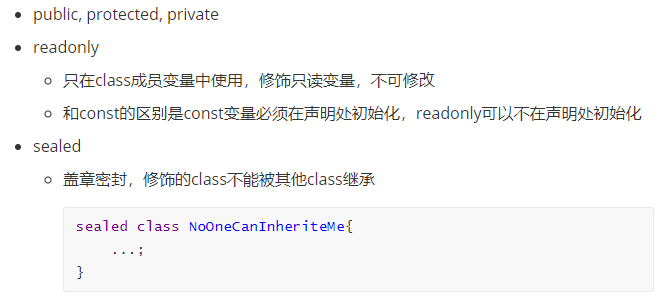 public, protected, private
readonly
只在class成员变量中使用，修饰只读变量，不可修改
和const的区别是const变量必须在声明处初始化，readonly可以不在声明处初始化
sealed
盖章密封，修饰的class不能被其他class继承
sealed class NoOneCanInheriteMe{
...;
}